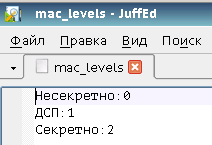 mac_levels - JuffEd
Файл Правка Вид Поиск
mac_levels
Несекретно:0
ДСП:1
Секретно:2